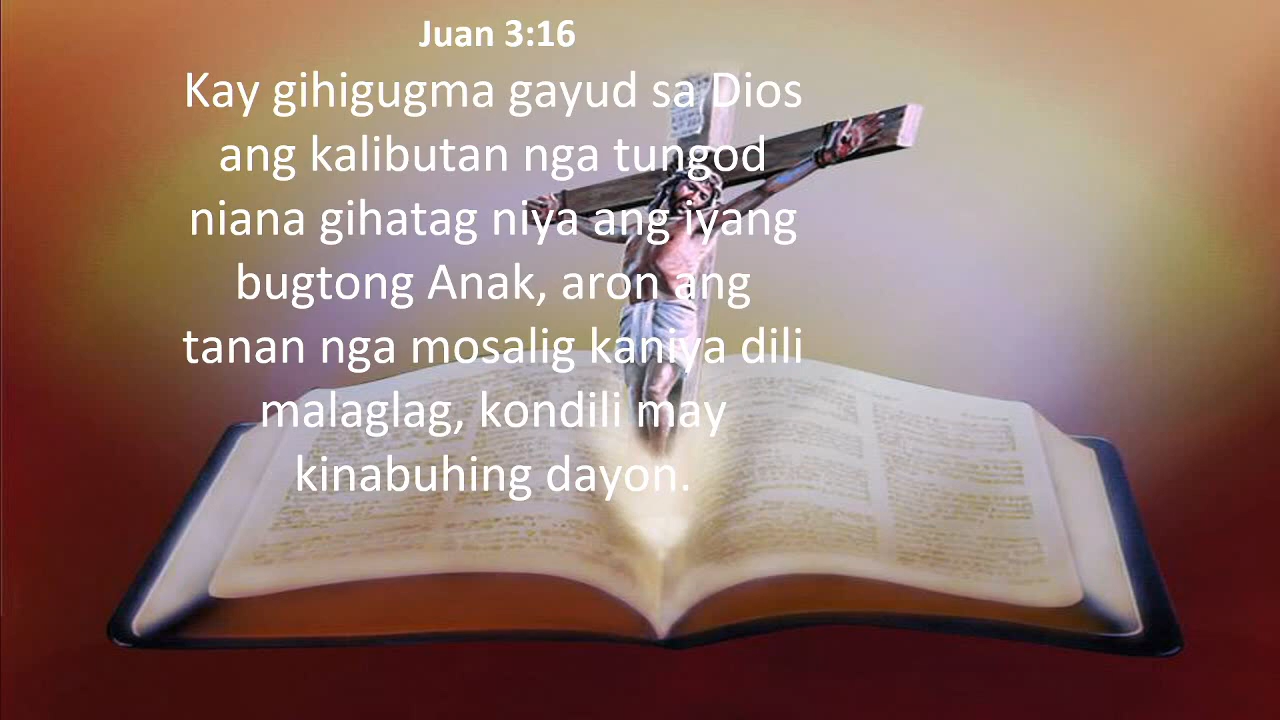 Juan 3:16
Kay gihigugma gayud sa Dios
ang kalibutan nga tungod
niana gihatag niya ang iyang
bugtong Anak, aron ang
tanan nga mosalig kaniya dili
malaglag, kondili may
kinabuhing dayon.